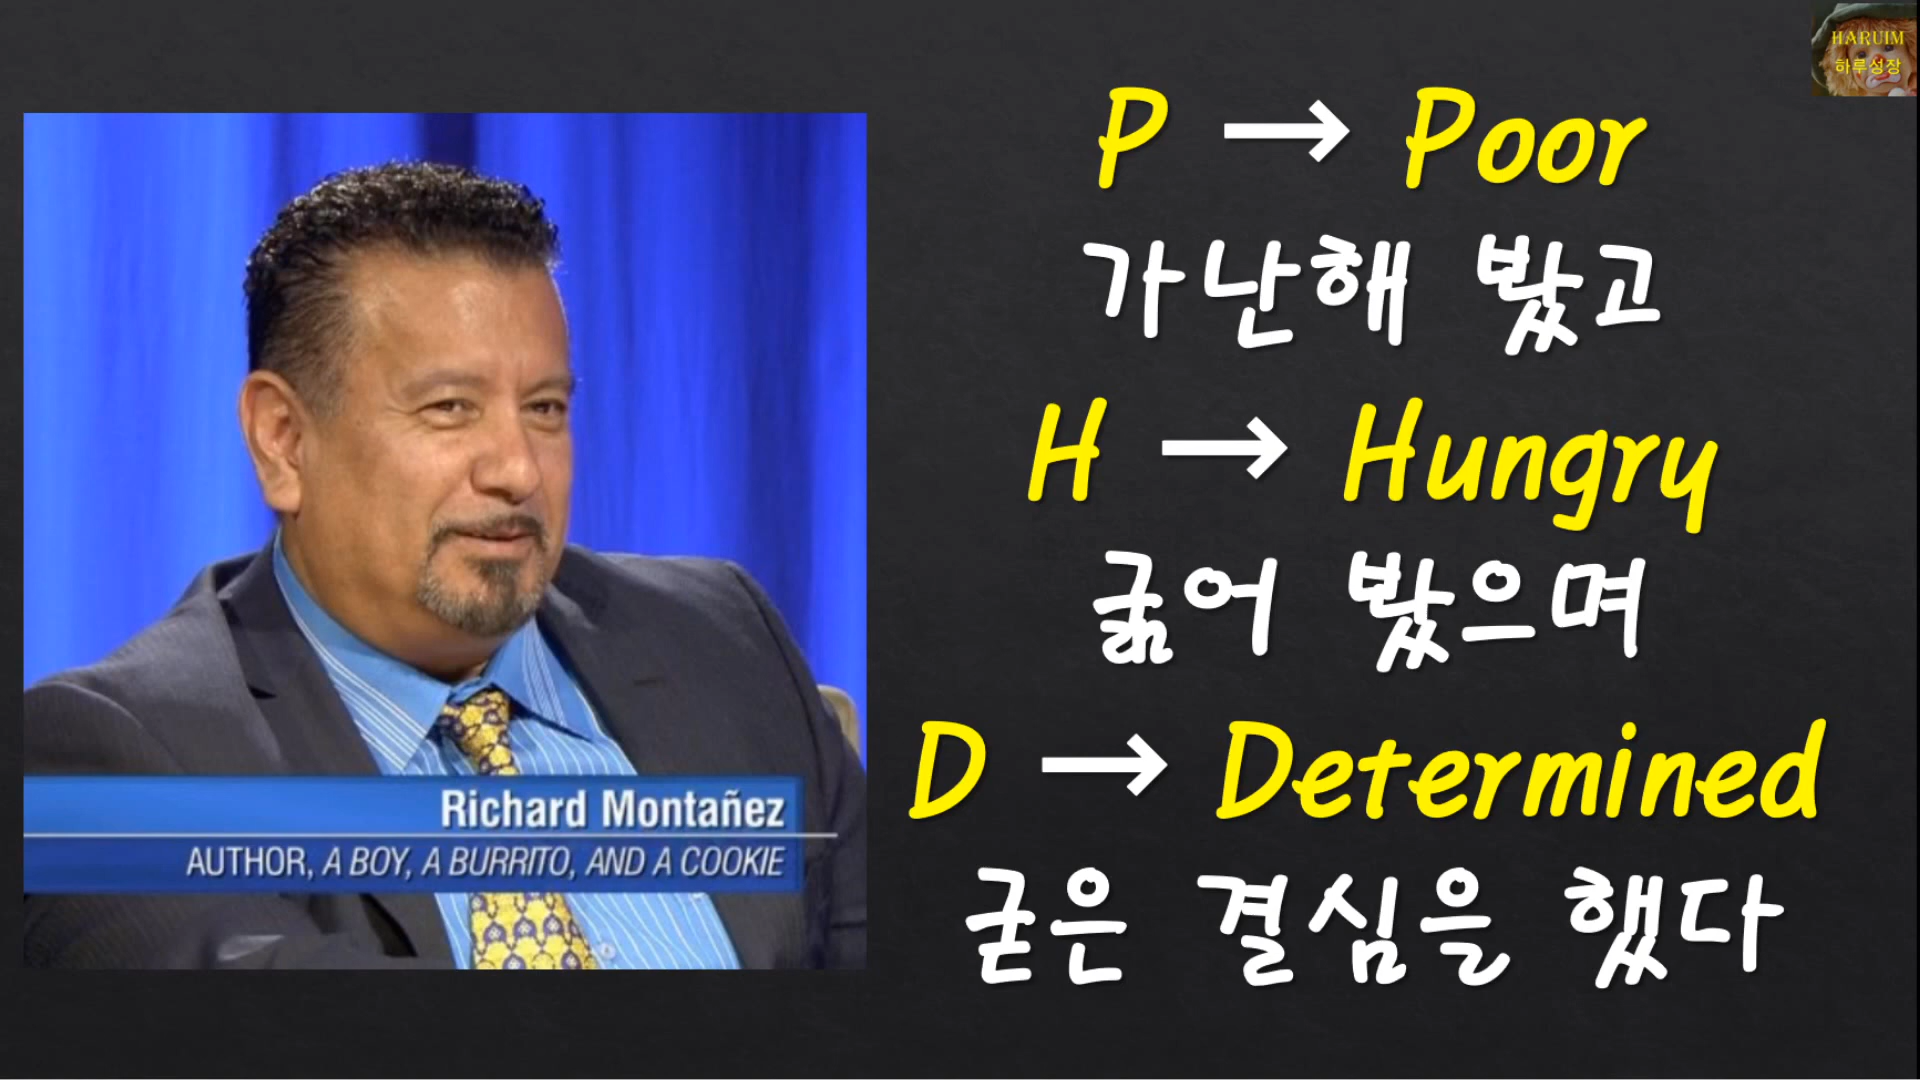 HARUIM
하루성장
P → Poor
가난해 봤고
H → Hungry
굶어 봤으며
D → Determined
굳은 결심을 했다
Richard Montañez
AUTHOR, A BOY, A BURRITO, AND A COOKIE